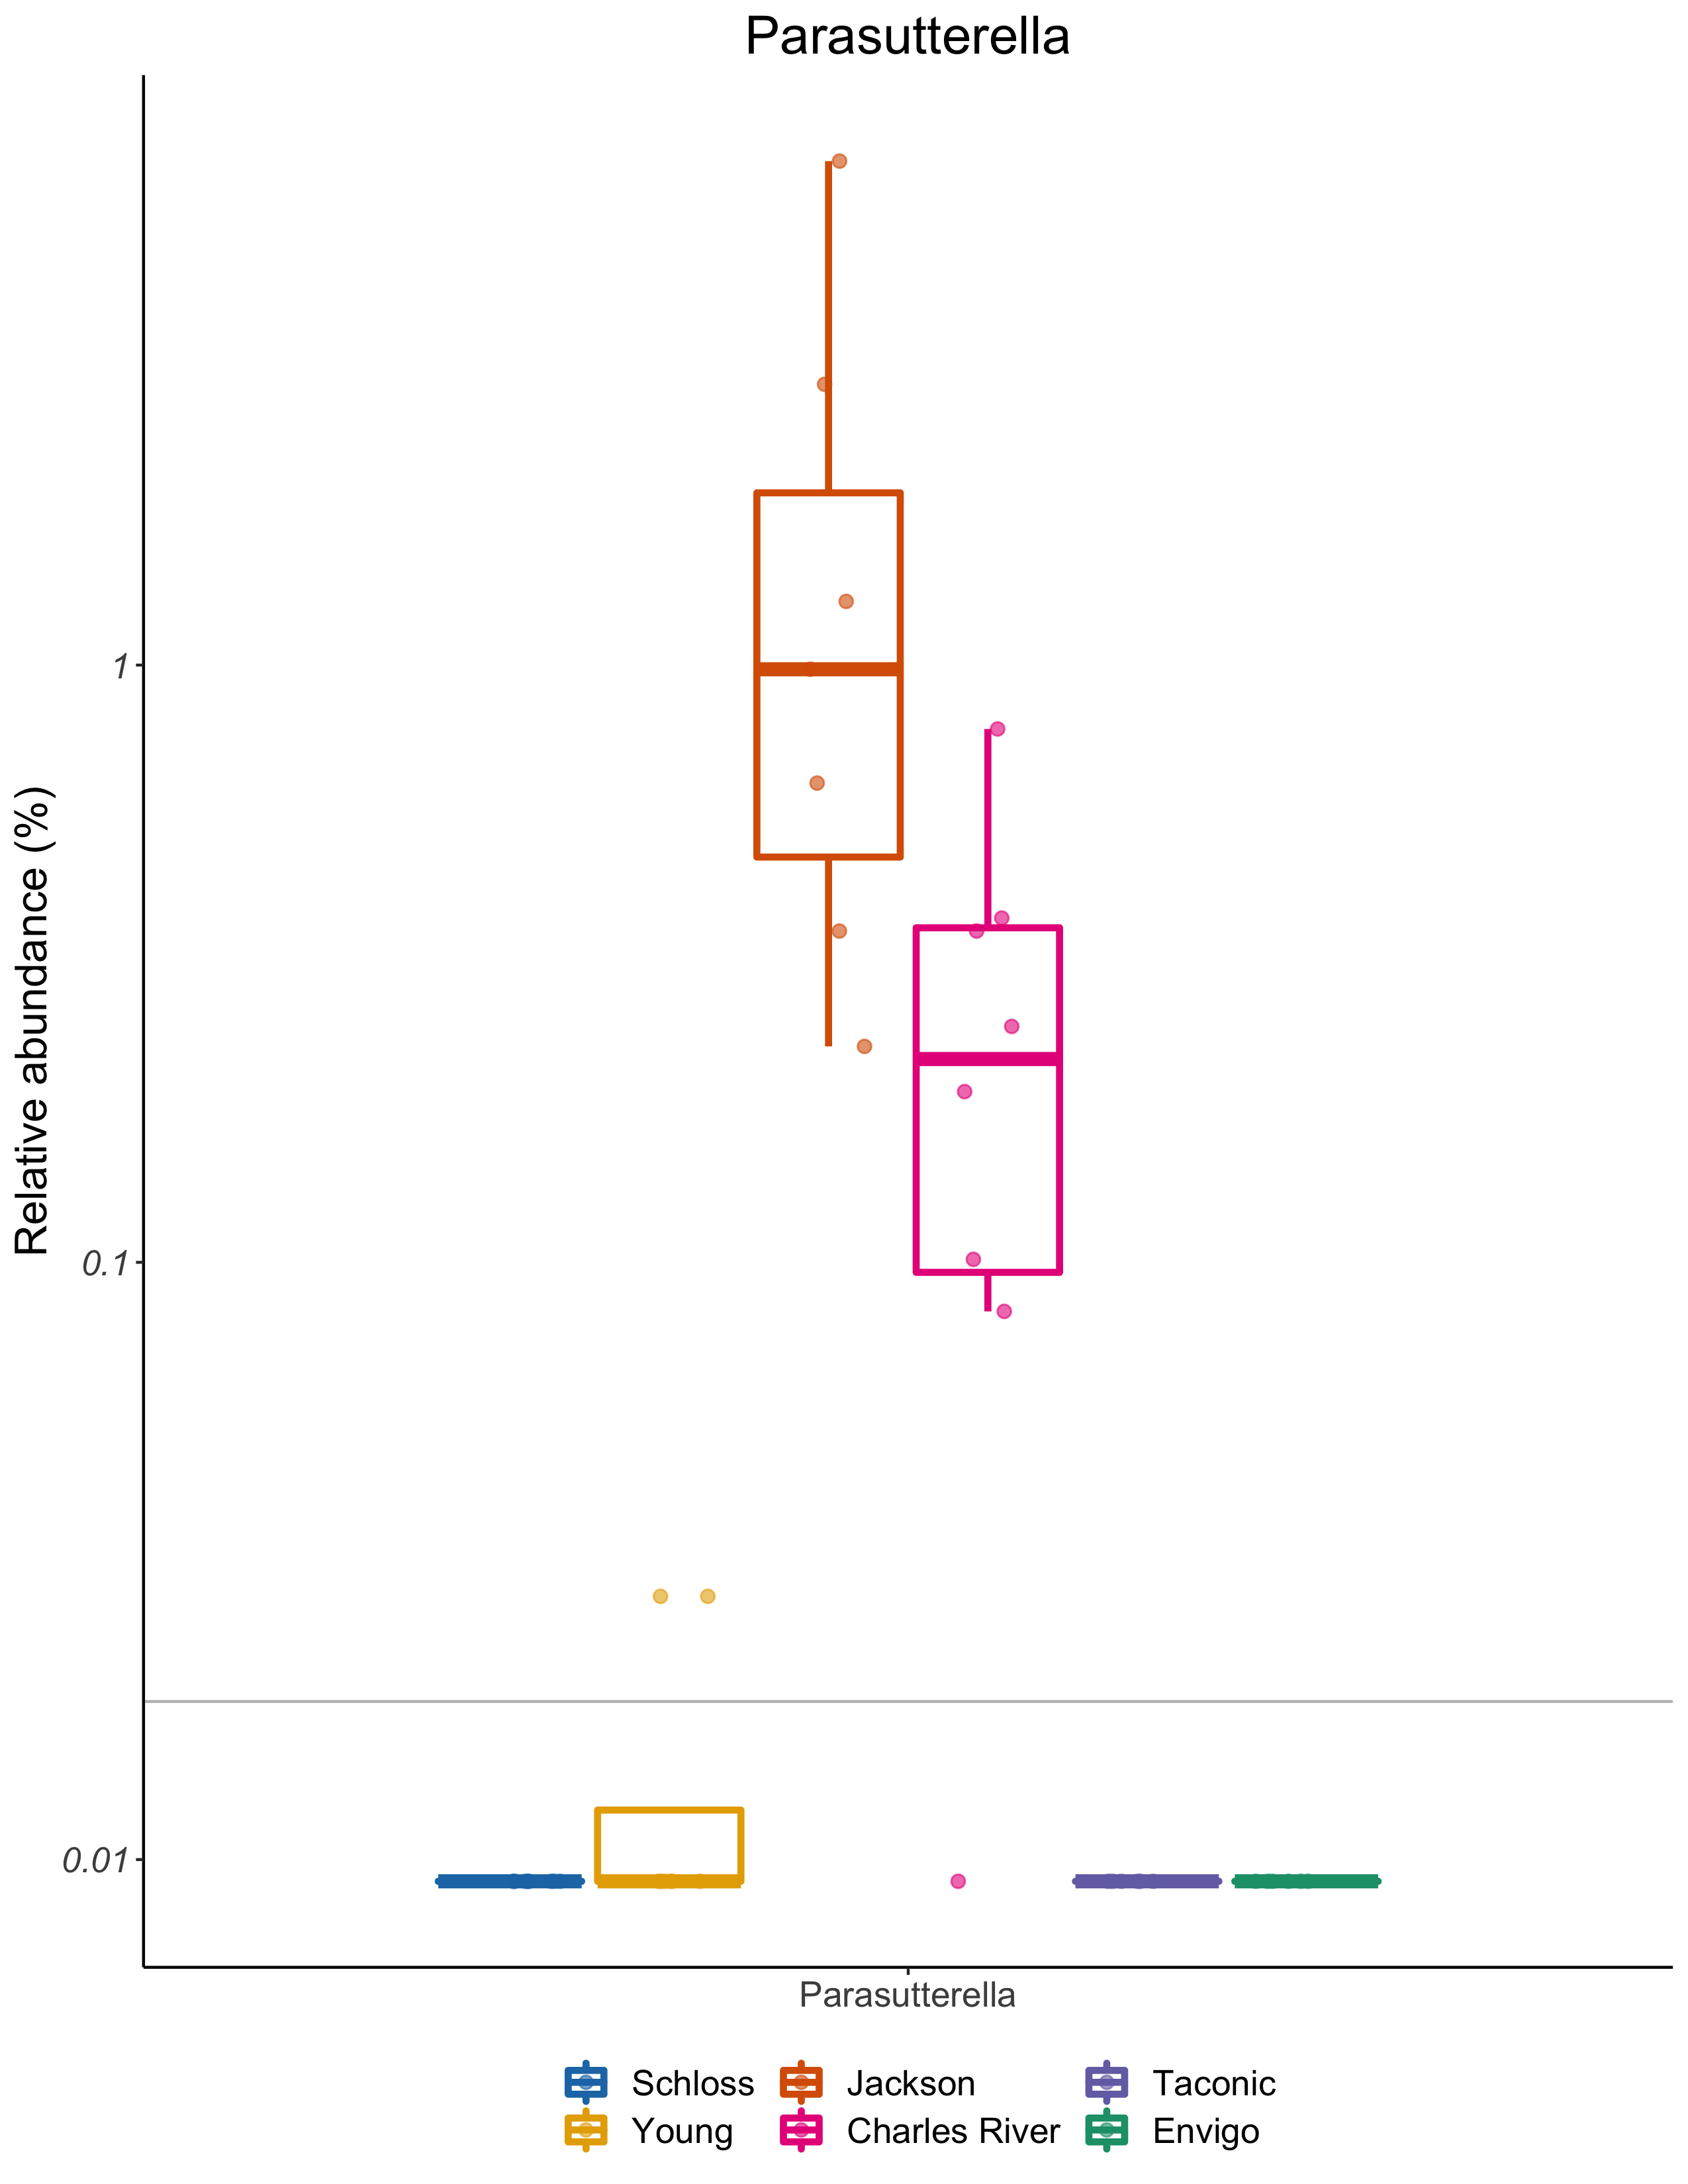 Parasutterella
Relative abundance (%)
1
0.1
0.01
Parasutterella
Schloss Jackson Taconic
Young Charles River Envigo